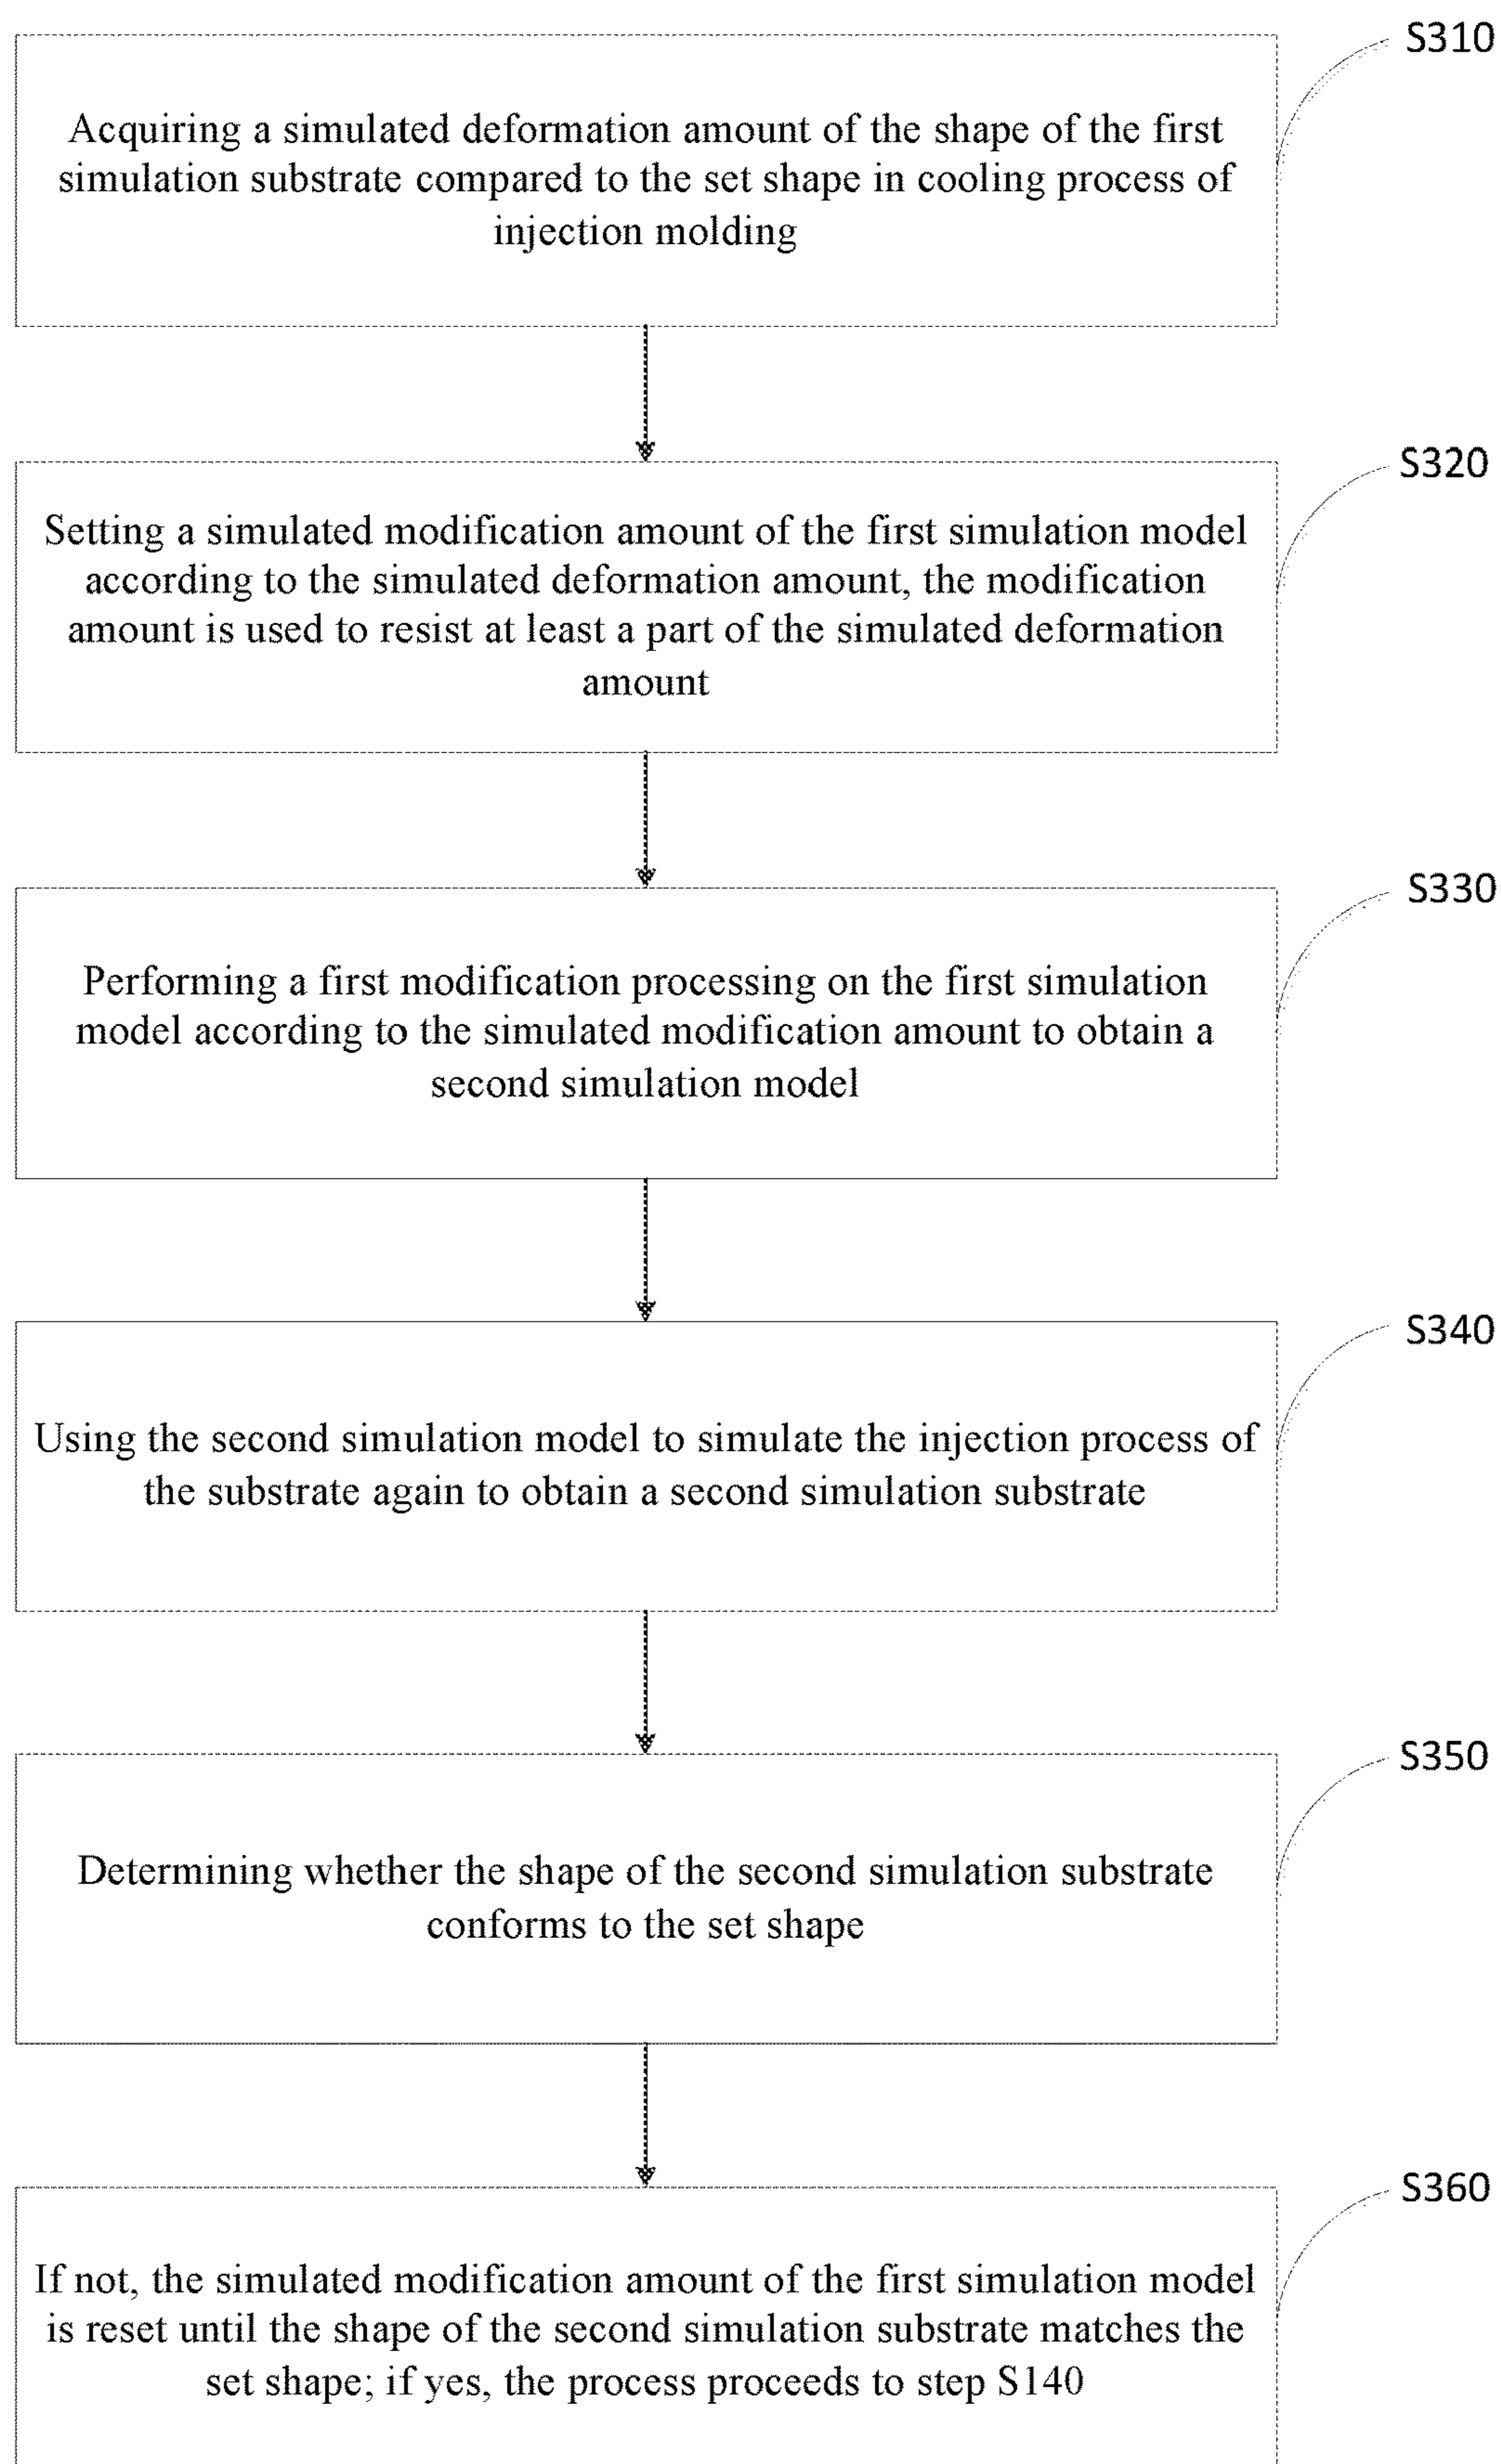 S310
Acquiring a simulated deformation amount of the shape of the first
simulation substrate compared to the set shape in cooling process of
injection molding
S320
Setting a simulated modification amount of the first simulation model
according to the simulated deformation amount, the modification
amount is used to resist at least a part of the simulated deformation
amount
S330
Performing a first modification processing on the first simulation
model according to the simulated modification amount to obtain a
second simulation model
S340
Using the second simulation model to simulate the injection process of
the substrate again to obtain a second simulation substrate
S350
Determining whether the shape of the second simulation substrate
conforms to the set shape
S360
If not, the simulated modification amount of the first simulation model
is reset until the shape of the second simulation substrate matches the
set shape; if yes, the process proceeds to step S140